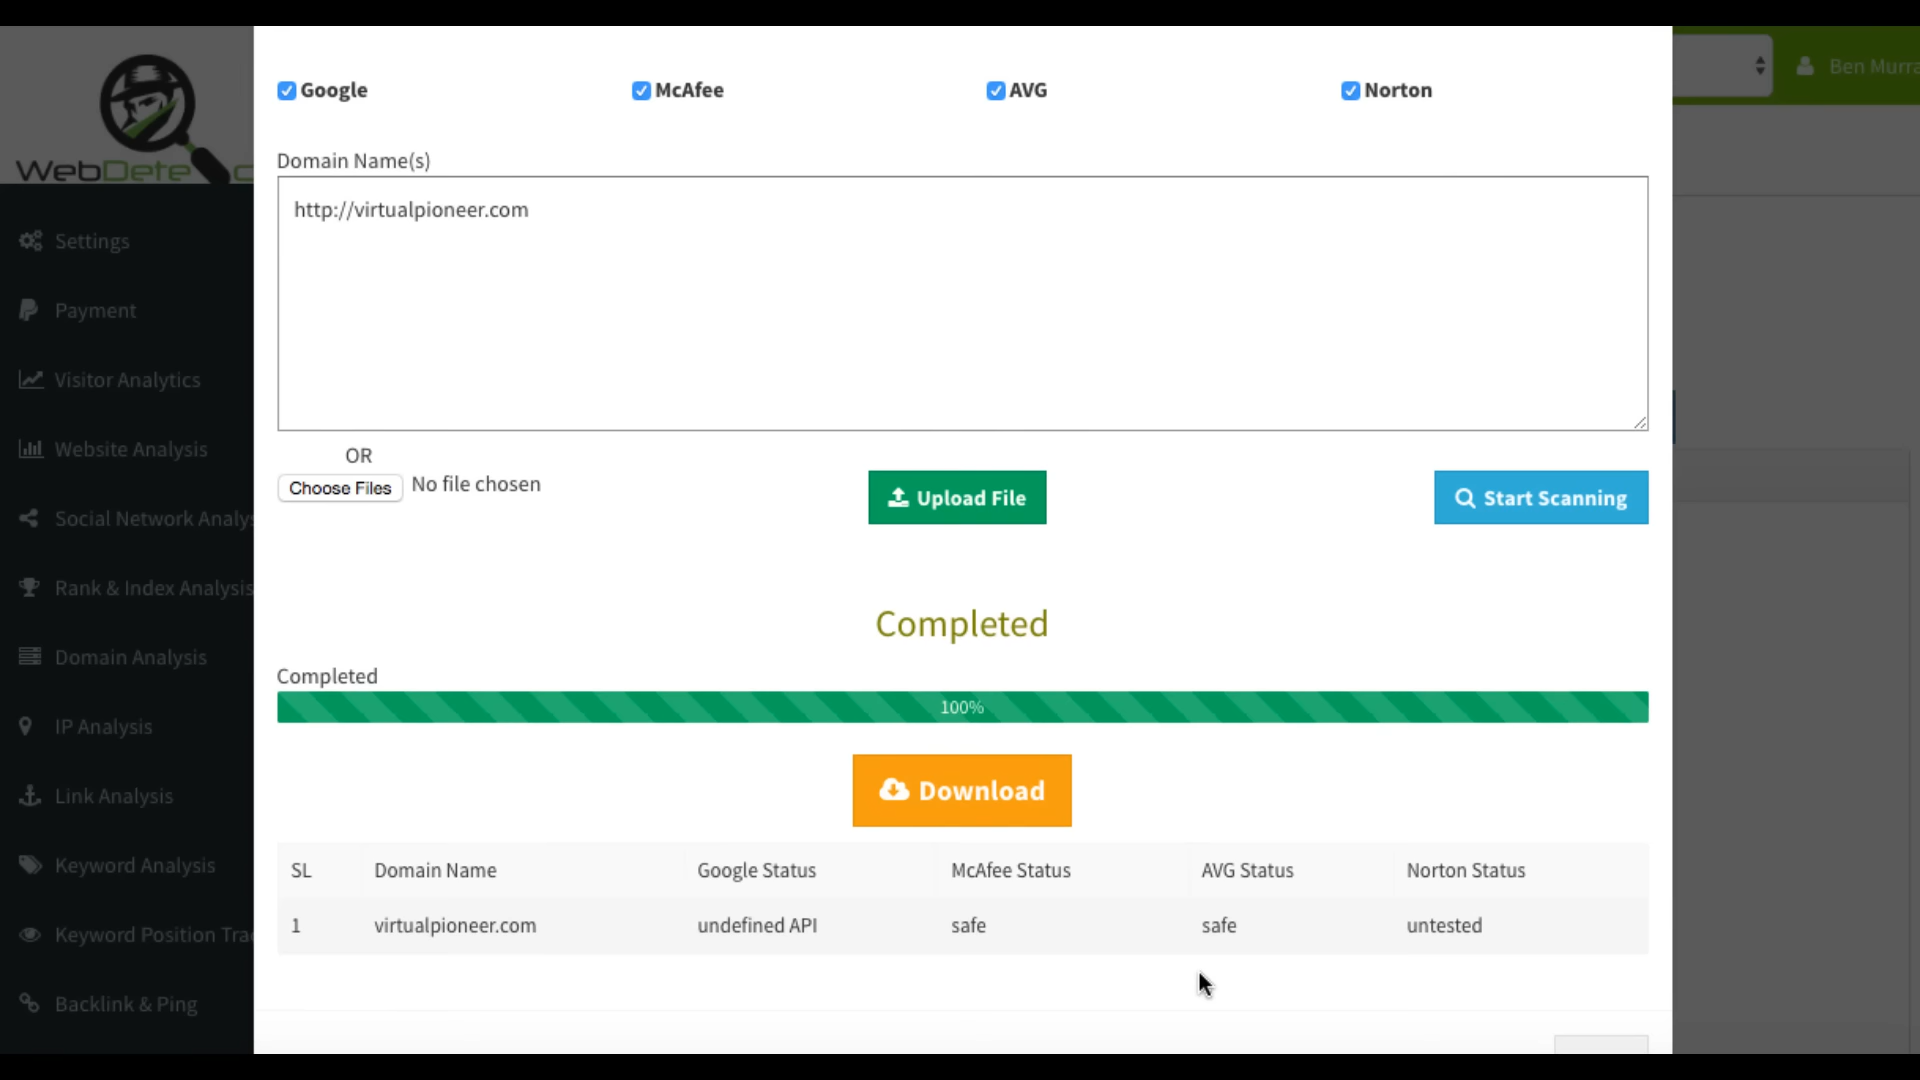 Google
McAfee
AVG
Norton
Ben Murra
WebDete
Domain Name(s)
http://virtualpioneer.com
Settings
Payment
Visitor Analytics
Website Analysis
OR
Choose Files No file chosen
Upload File
Start Scanning
Social Network Analys
Rank & Index Analysis
Completed
Domain Analysis
Completed
100%
IP Analysis
Download
Link Analysis
SL Domain Name Google Status McAfee Status AVG Status Norton Status
Keyword Analysis
1 virtualpioneer.com undefined API safe safe untested
Keyword Position Tra
Backlink & Ping